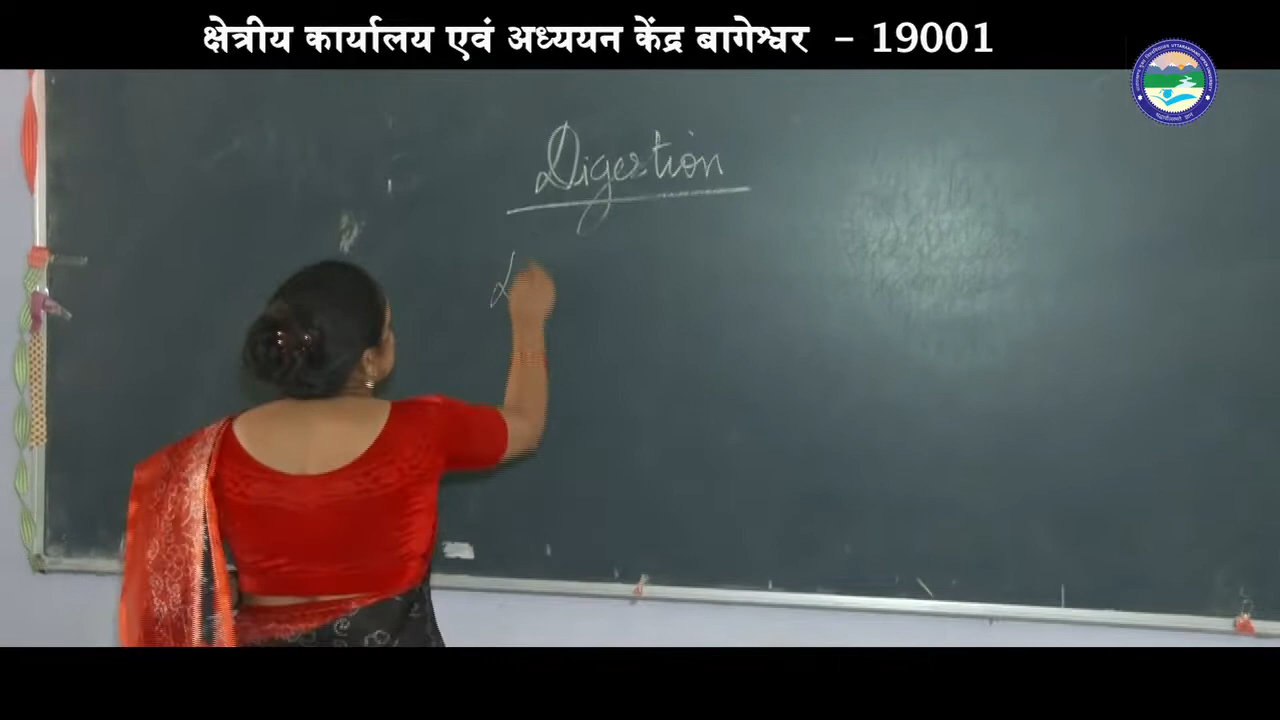 क्षेत्रीय कार्यालय एवं अध्ययन केंद्र बागेश्वर - 19001
Digestion